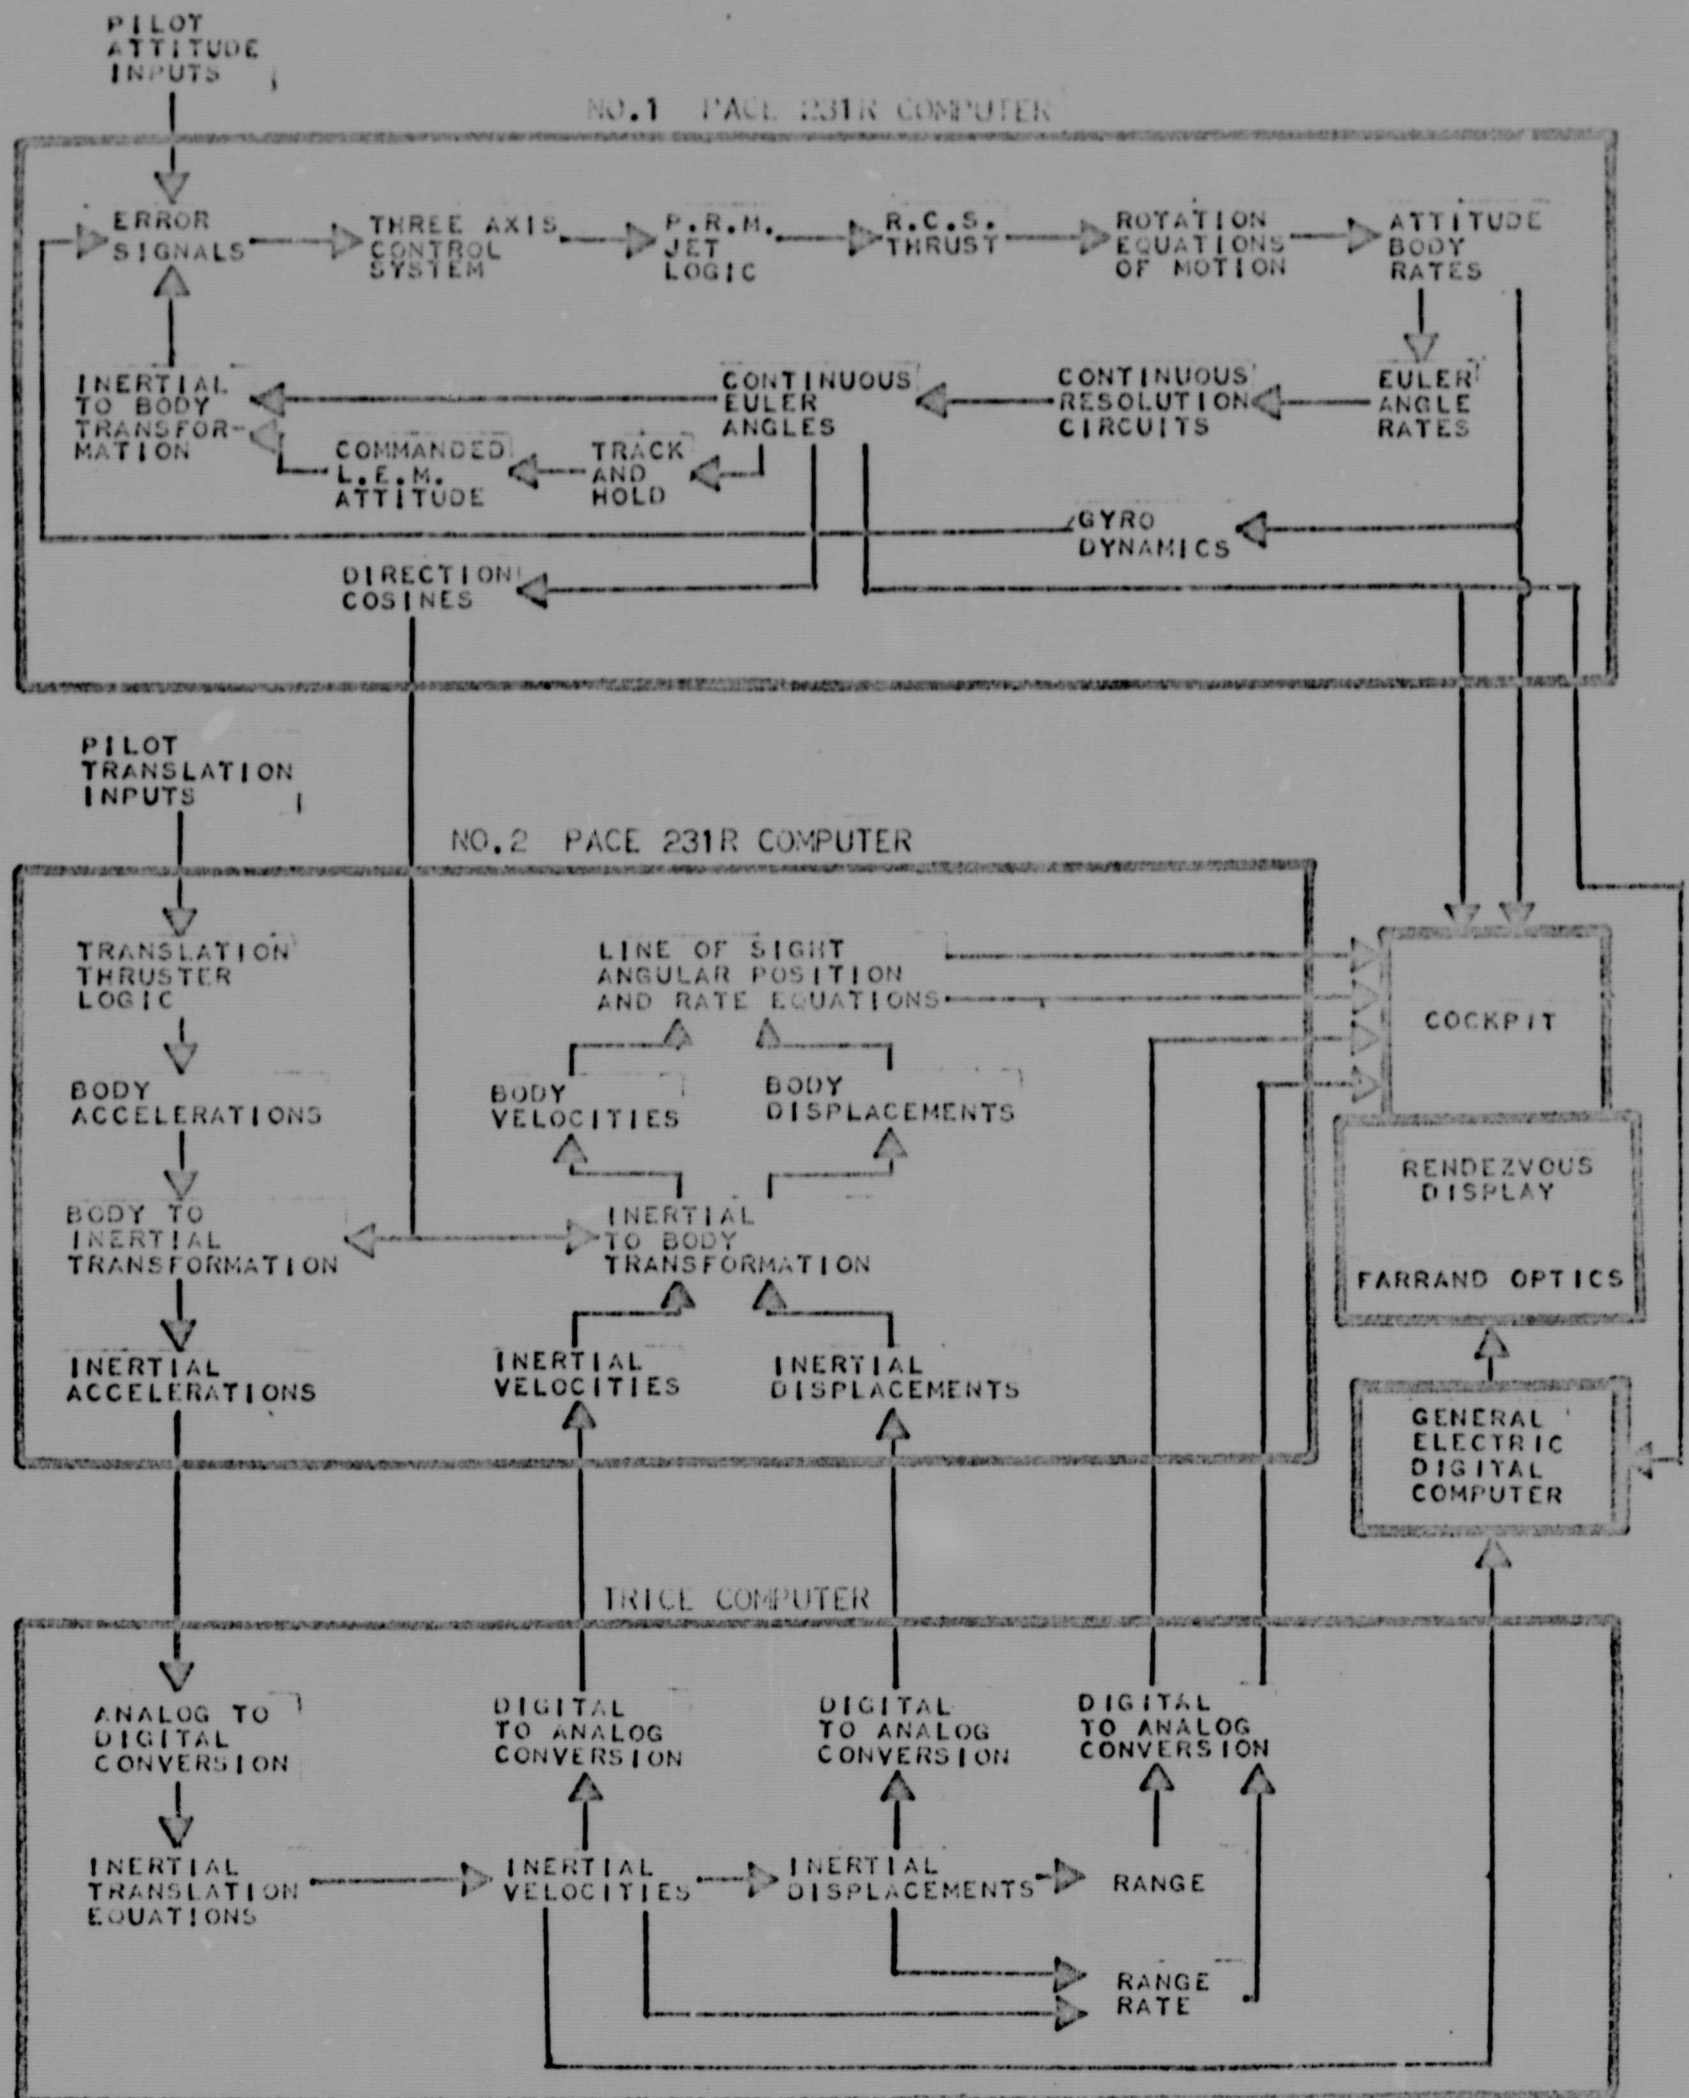 PILOT
ATTITUDE
INPUTS
NO.1 PACE 231R COMPUTER
ERROR
SIGNALS
THREE AXIS
CONTROL
SYSTEM
P.R.M.
JET
LOGIC
R.C.S.
THRUST
ROTATION
EQUATIONS
OF MOTION
ATTITUDE
BODY
RATES
INERTIAL
TO BODY
TRANSFOR-
MATION
COMMANDED
L.E.M.
ATTITUDE
TRACK
AND
HOLD
CONTINUOUS
EULER
ANGLES
CONTINUOUS
RESOLUTION
CIRCUITS
EULER
ANGLE
RATES
GYRO
DYNAMICS
DIRECTION
COSINES
PILOT
TRANSLATION
INPUTS
NO.2 PACE 231R COMPUTER
TRANSLATION
THRUSTER
LOGIC
LINE OF SIGHT
ANGULAR POSITION
AND RATE EQUATIONS
COCKPIT
BODY
ACCELERATIONS
BODY
VELOCITIES
BODY
DISPLACEMENTS
RENDEZVOUS
DISPLAY
FARRAND OPTICS
BODY TO
INERTIAL
TRANSFORMATION
INERTIAL
TO BODY
TRANSFORMATION
INERTIAL
ACCELERATIONS
INERTIAL
VELOCITIES
INERTIAL
DISPLACEMENTS
GENERAL
ELECTRIC
DIGITAL
COMPUTER
TRICE COMPUTER
ANALOG TO
DIGITAL
CONVERSION
DIGITAL
TO ANALOG
CONVERSION
DIGITAL
TO ANALOG
CONVERSION
DIGITAL
TO ANALOG
CONVERSION
INERTIAL
TRANSLATION
EQUATIONS
INERTIAL
VELOCITIES
INERTIAL
DISPLACEMENTS
RANGE
RANGE
RATE